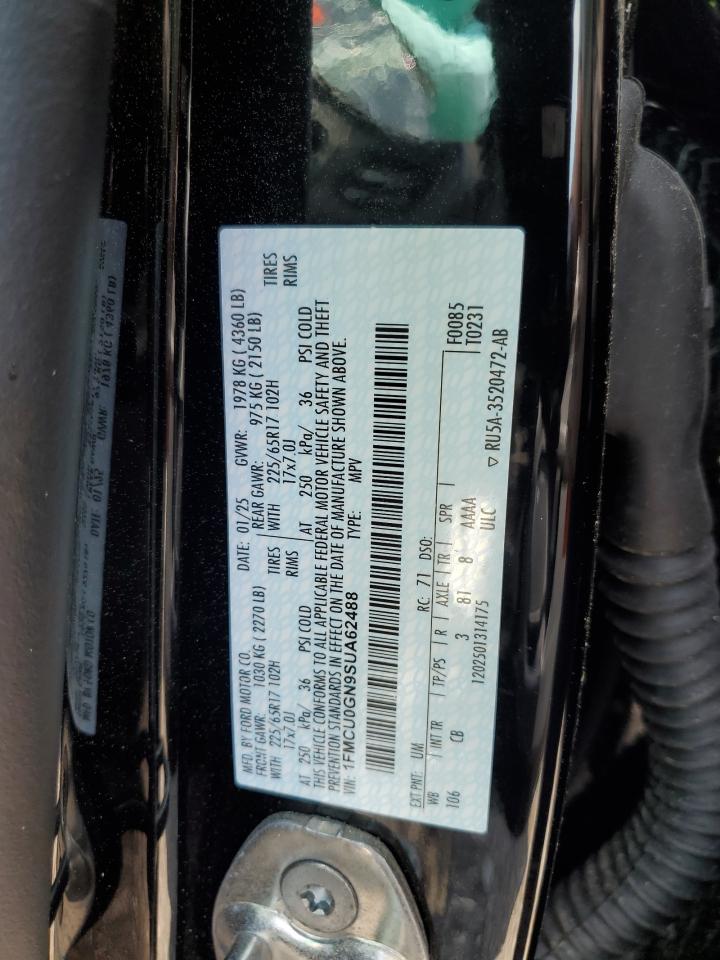 MFD. BY FORD MOTOR CO.
DATE: 01/25 GVWR: 1978 KG ( 4360 LB)
FRONT GAWR: 1030 KG ( 2270 LB) REAR GAWR: 975 KG ( 2150 LB)
WITH 225/65R17 102H TIRES WITH 225/65R17 102H TIRES
17x7.0J RIMS 17x7.0J RIMS
AT 250 kPa/ 36 PSI COLD AT 250 kPa/ 36 PSI COLD
THIS VEHICLE CONFORMS TO ALL APPLICABLE FEDERAL MOTOR VEHICLE SAFETY AND THEFT
PREVENTION STANDARDS IN EFFECT ON THE DATE OF MANUFACTURE SHOWN ABOVE.
VIN: 1FMCU0GN9SUA62488 TYPE: MPV
EXT PNT: UM RC: 71 DSO: F0085
WB INT TR TP/PS R AXLE TR SPR T0231
106 CB 3 8T 8 AAAA
1202501314175 ULC ▽ RU5A-3520472-AB